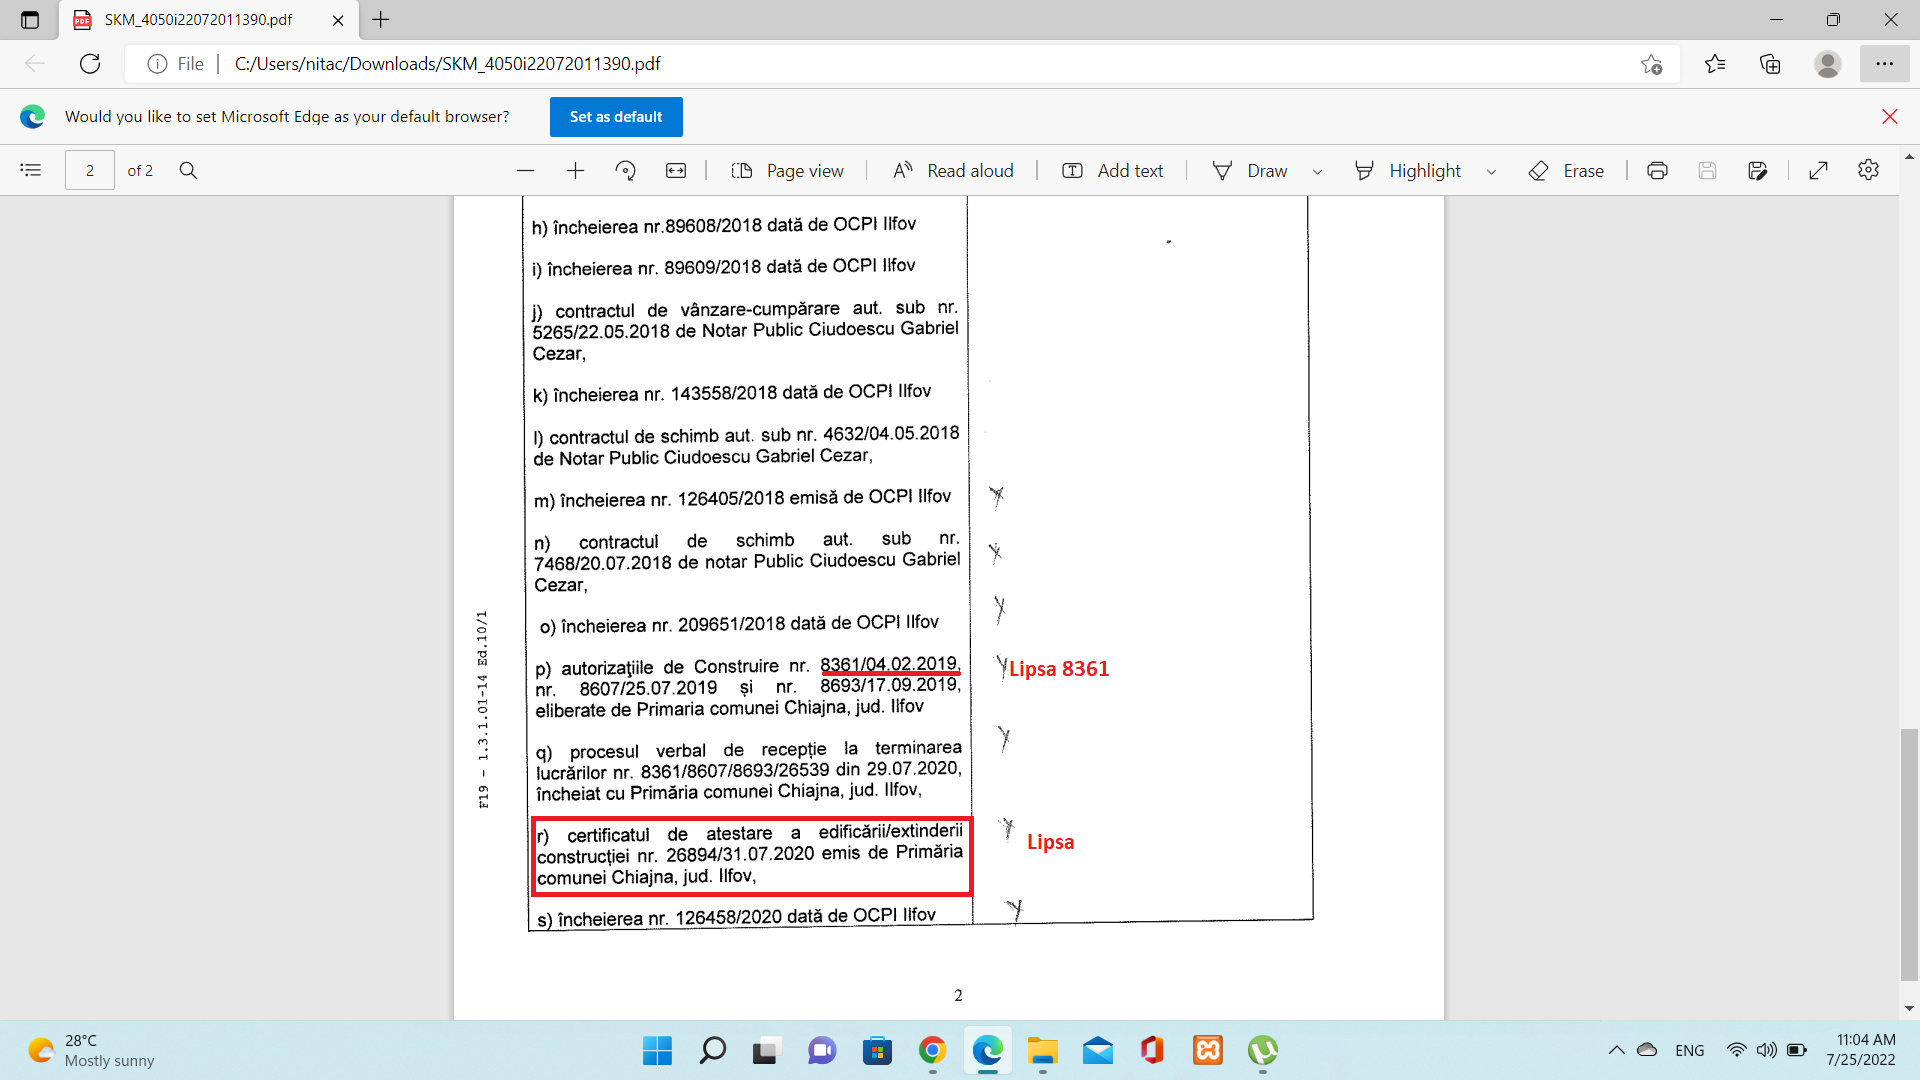 SKM_4050i22072011390.pdf
File
C:/Users/nitac/Downloads/SKM_4050i22072011390.pdf
Would you like to set Microsoft Edge as your default browser?
Set as default
2
of 2
Page view
Read aloud
Add text
Draw
Highlight
Erase
h) încheierea nr.89608/2018 dată de OCPI Ilfov
i) încheierea nr. 89609/2018 dată de OCPI Ilfov
j) contractul de vânzare-cumpărare aut. sub nr.
5265/22.05.2018 de Notar Public Ciudoescu Gabriel
Cezar,
k) încheierea nr. 143558/2018 dată de OCPI Ilfov
l) contractul de schimb aut. sub nr. 4632/04.05.2018
de Notar Public Ciudoescu Gabriel Cezar,
m) încheierea nr. 126405/2018 emisă de OCPI Ilfov
n) contractul de schimb aut. sub nr.
7468/20.07.2018 de notar Public Ciudoescu Gabriel
Cezar,
o) încheierea nr. 209651/2018 dată de OCPI Ilfov
p) autorizaţiile de Construire nr. 8361/04.02.2019,
nr. 8607/25.07.2019 și nr. 8693/17.09.2019,
eliberate de Primaria comunei Chiajna, jud. Ilfov
Lipsa 8361
q) procesul verbal de recepție la terminarea
lucrărilor nr. 8361/8607/8693/26539 din 29.07.2020,
încheiat cu Primăria comunei Chiajna, jud. Ilfov,
r) certificatul de atestare a edificării/extinderii
construcției nr. 26894/31.07.2020 emis de Primăria
comunei Chiajna, jud. Ilfov,
Lipsa
s) încheierea nr. 126458/2020 dată de OCPI Ilfov
F19 - 1.3.1.01-14 Ed.10/1
2
28°C
Mostly sunny
ENG
11:04 AM
7/25/2022